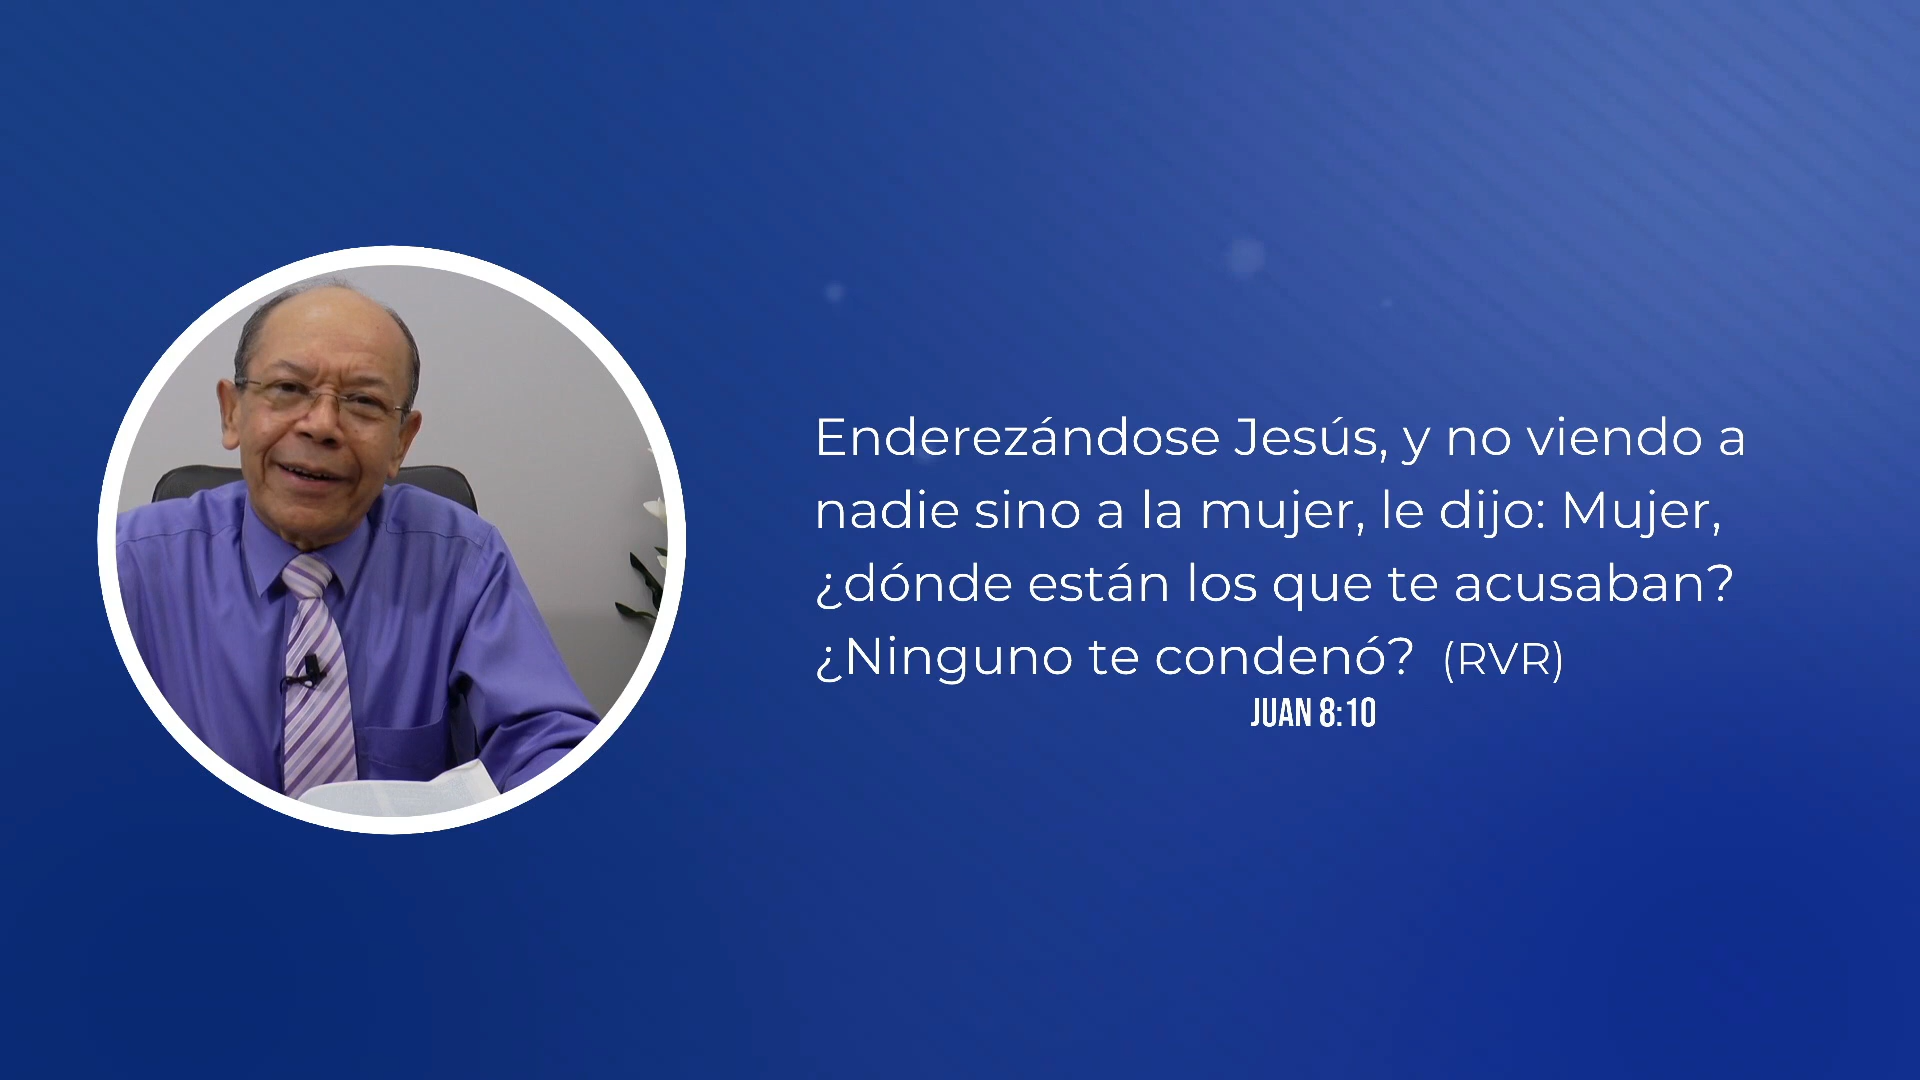 Enderezándose Jesús, y no viendo a
nadie sino a la mujer, le dijo: Mujer,
¿dónde están los que te acusaban?
¿Ninguno te condenó? (RVR)
JUAN 8:10